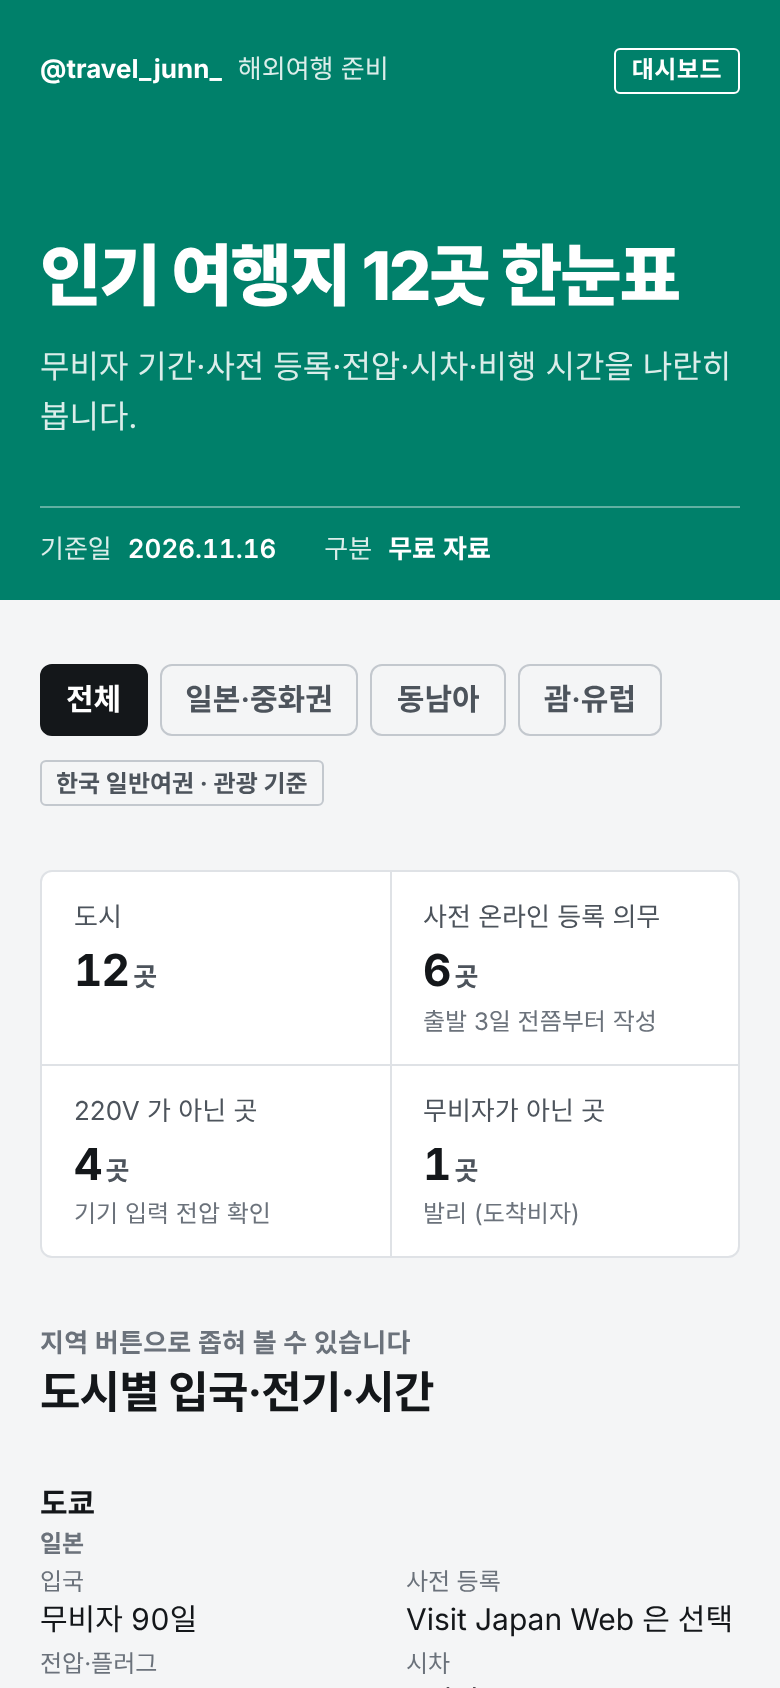 @travel_junn_ 해외여행 준비
대시보드
인기 여행지 12곳 한눈표
무비자 기간·사전 등록·전압·시차·비행 시간을 나란히
봅니다.
기준일 2026.11.16 구분 무료 자료
전체
일본·중화권
동남아
괌·유럽
한국 일반여권 · 관광 기준
도시
12곳
사전 온라인 등록 의무
6곳
출발 3일 전쯤부터 작성
220V 가 아닌 곳
4곳
기기 입력 전압 확인
무비자가 아닌 곳
1곳
발리 (도착비자)
지역 버튼으로 좁혀 볼 수 있습니다
도시별 입국·전기·시간
도쿄
일본
입국
무비자 90일
사전 등록
Visit Japan Web 은 선택
전압·플러그
시차